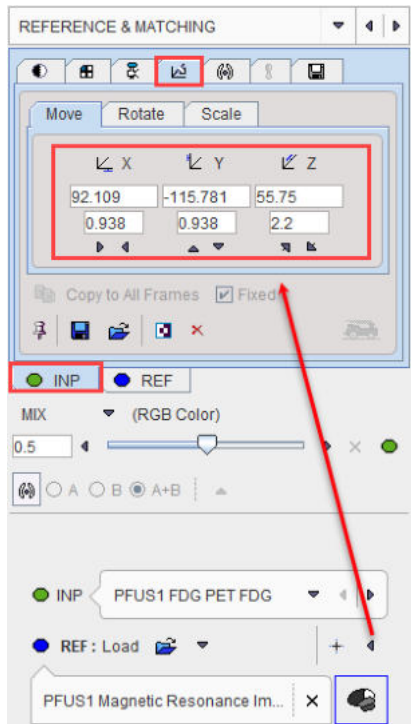 REFERENCE & MATCHING
Move Rotate Scale
X Y Z
92.109 -115.781 55.75
0.938 0.938 2.2
Copy to All Frames Fixed
INP REF
MIX (RGB Color)
0.5
A B A+B
INP PFUS1 FDG PET FDG
REF : Load
PFUS1 Magnetic Resonance Im...